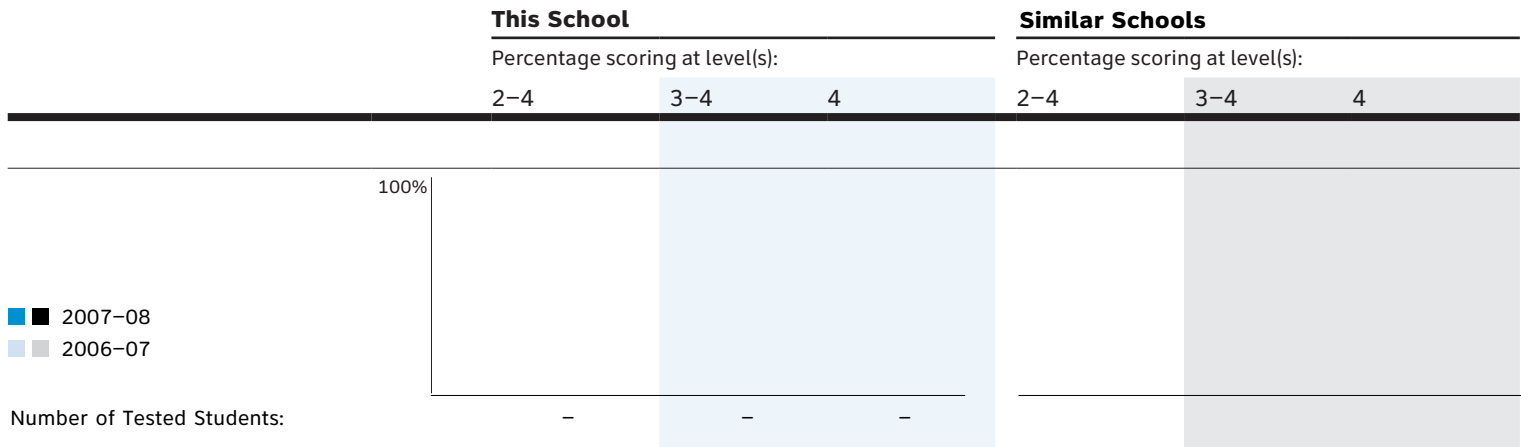 This School Similar Schools
Percentage scoring at level(s): Percentage scoring at level(s):
2–4 3–4 4 2–4 3–4 4
100%
2007–08
2006–07
Number of Tested Students: – – –